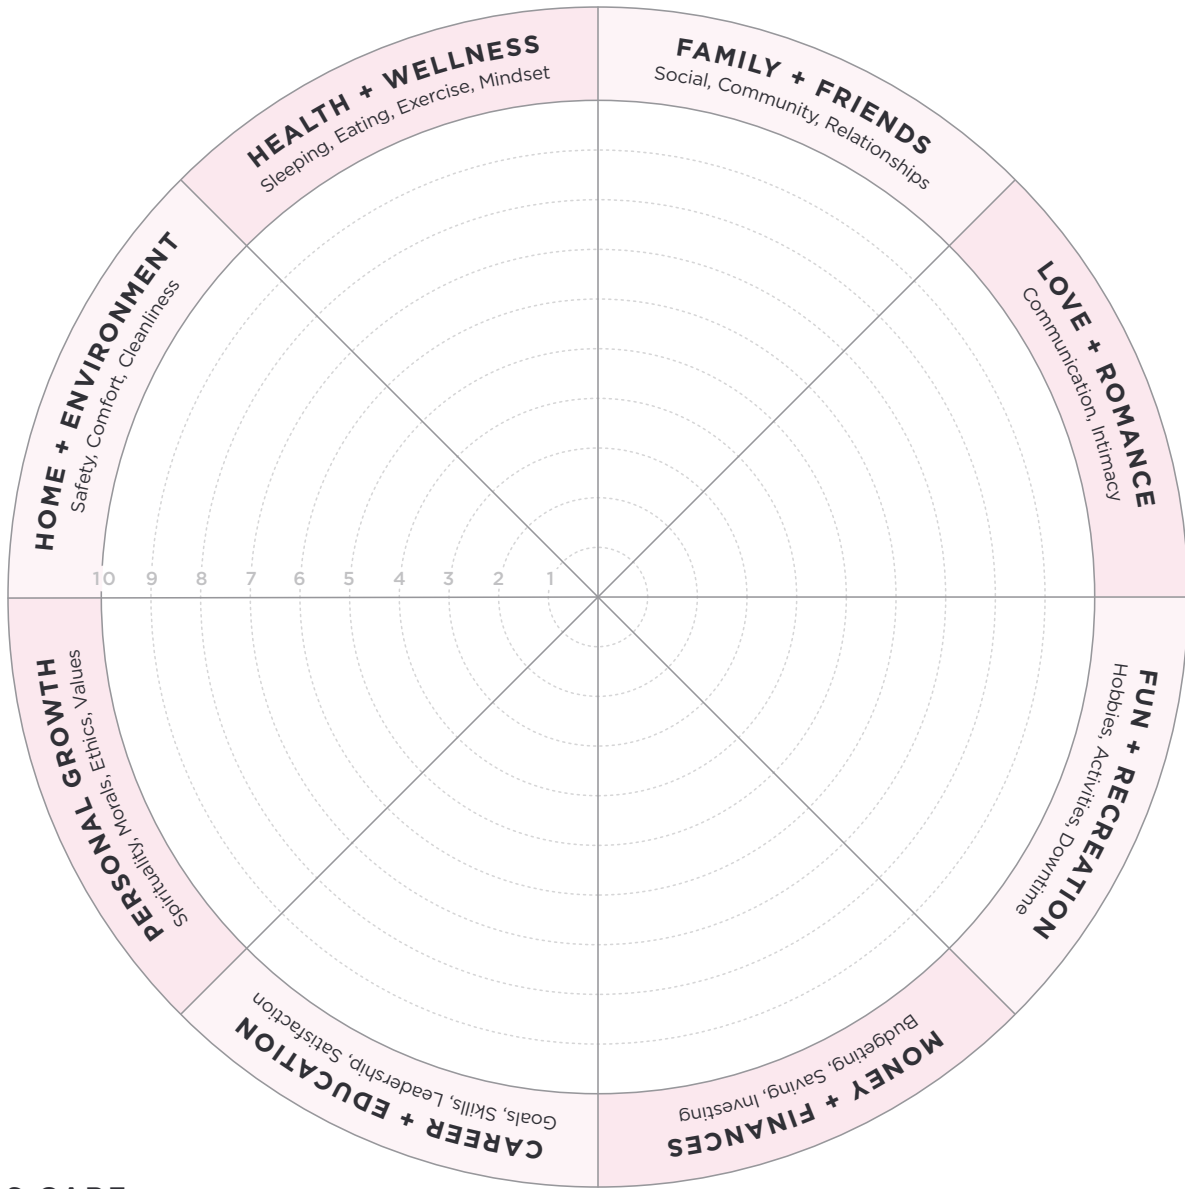 HEALTH + WELLNESS
Sleeping, Eating, Exercise, Mindset
FAMILY + FRIENDS
Social, Community, Relationships
LOVE + ROMANCE
Communication, Intimacy
FUN + RECREATION
Hobbies, Activities, Downtime
MONEY + FINANCES
Budgeting, Saving, Investing
CAREER + EDUCATION
Goals, Skills, Leadership, Satisfaction
PERSONAL GROWTH
Spirituality, Morals, Ethics, Values
HOME + ENVIRONMENT
Safety, Comfort, Cleanliness
10 9 8 7 6 5 4 3 2 1